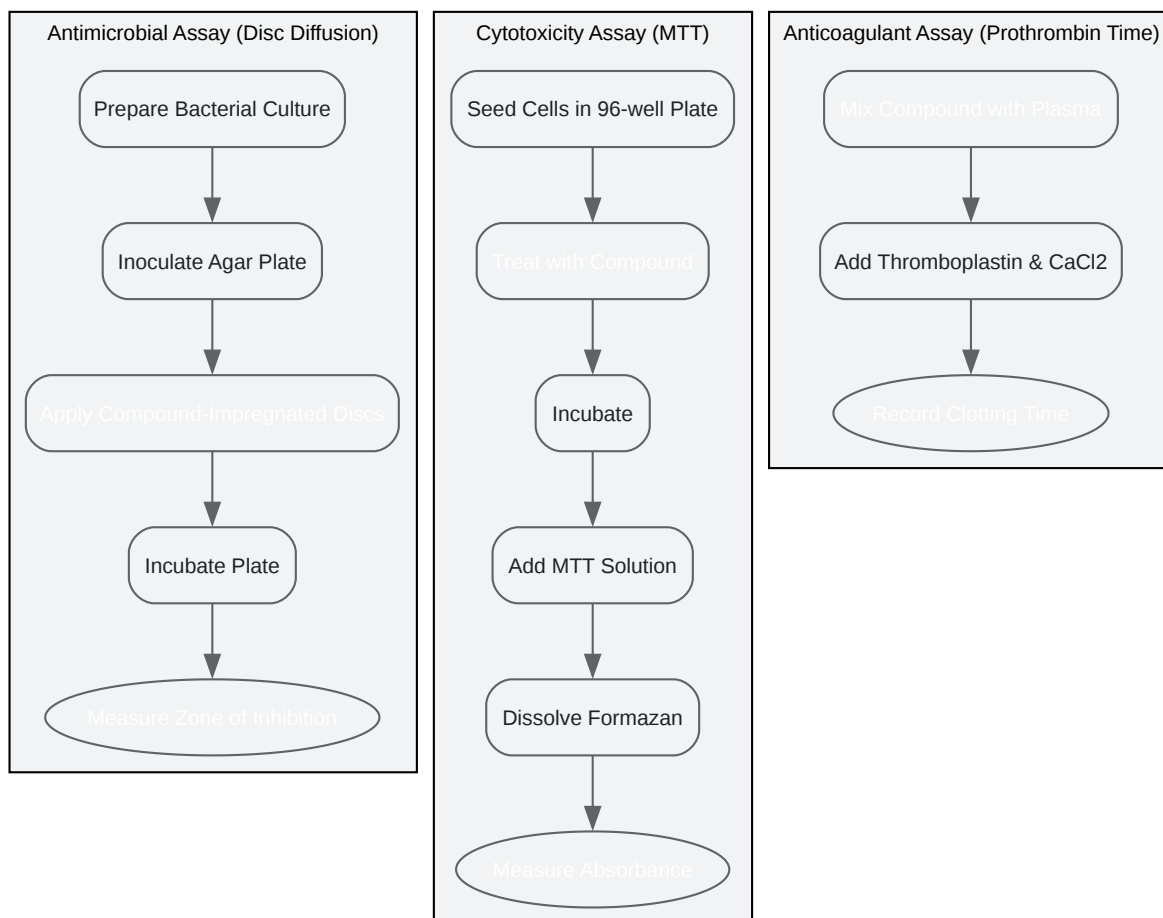 Antimicrobial Assay (Disc Diffusion)
Prepare Bacterial Culture
Inoculate Agar Plate
Apply Compound-Impregnated Discs
Incubate Plate
Measure Zone of Inhibition
Cytotoxicity Assay (MTT)
Seed Cells in 96-well Plate
Treat with Compound
Incubate
Add MTT Solution
Dissolve Formazan
Measure Absorbance
Anticoagulant Assay (Prothrombin Time)
Mix Compound with Plasma
Add Thromboplastin & CaCl2
Record Clotting Time